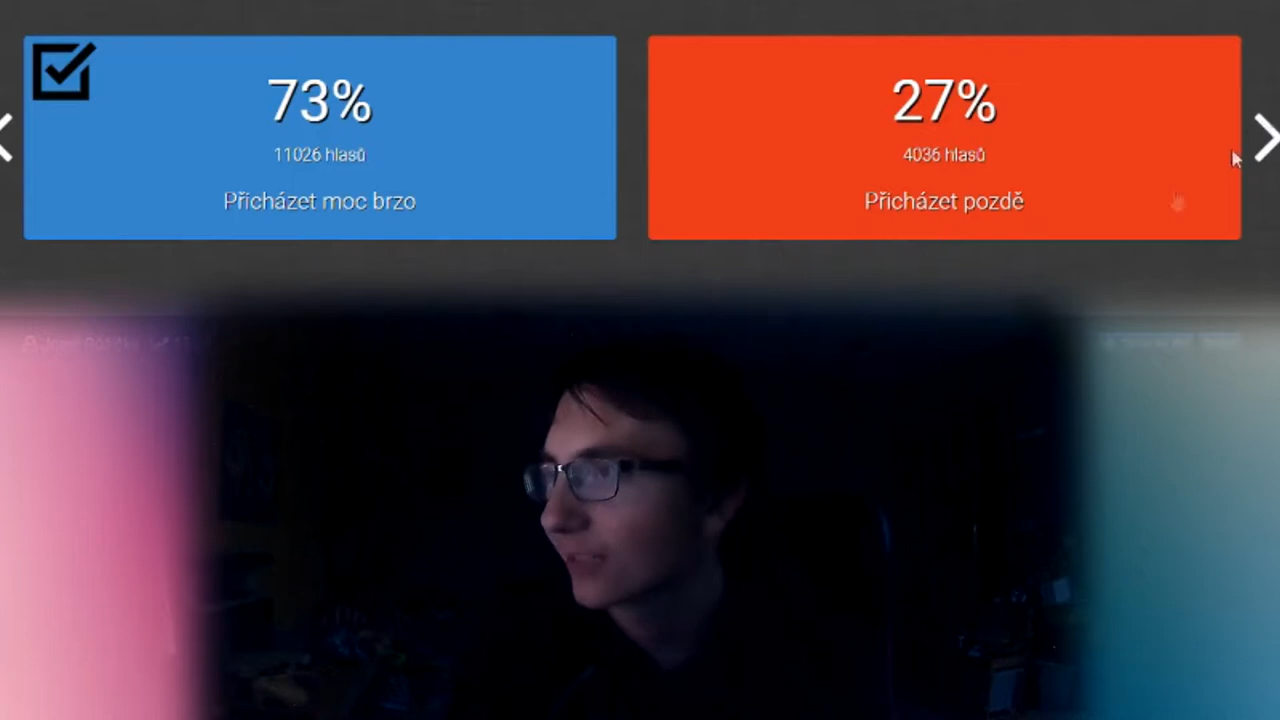 73%
11026 hlasů
Přicházet moc brzo
27%
4036 hlasů
Přicházet pozdě